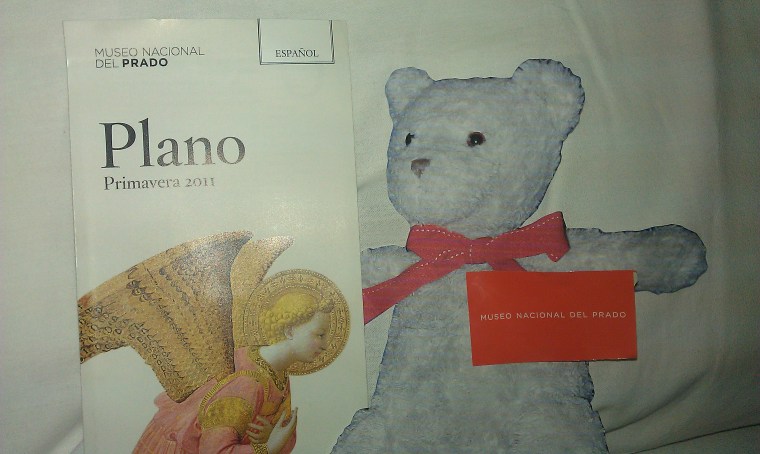 MUSEO NACIONAL
DEL PRADO
ESPAÑOL
Plano
Primavera 2011
MUSEO NACIONAL DEL PRADO